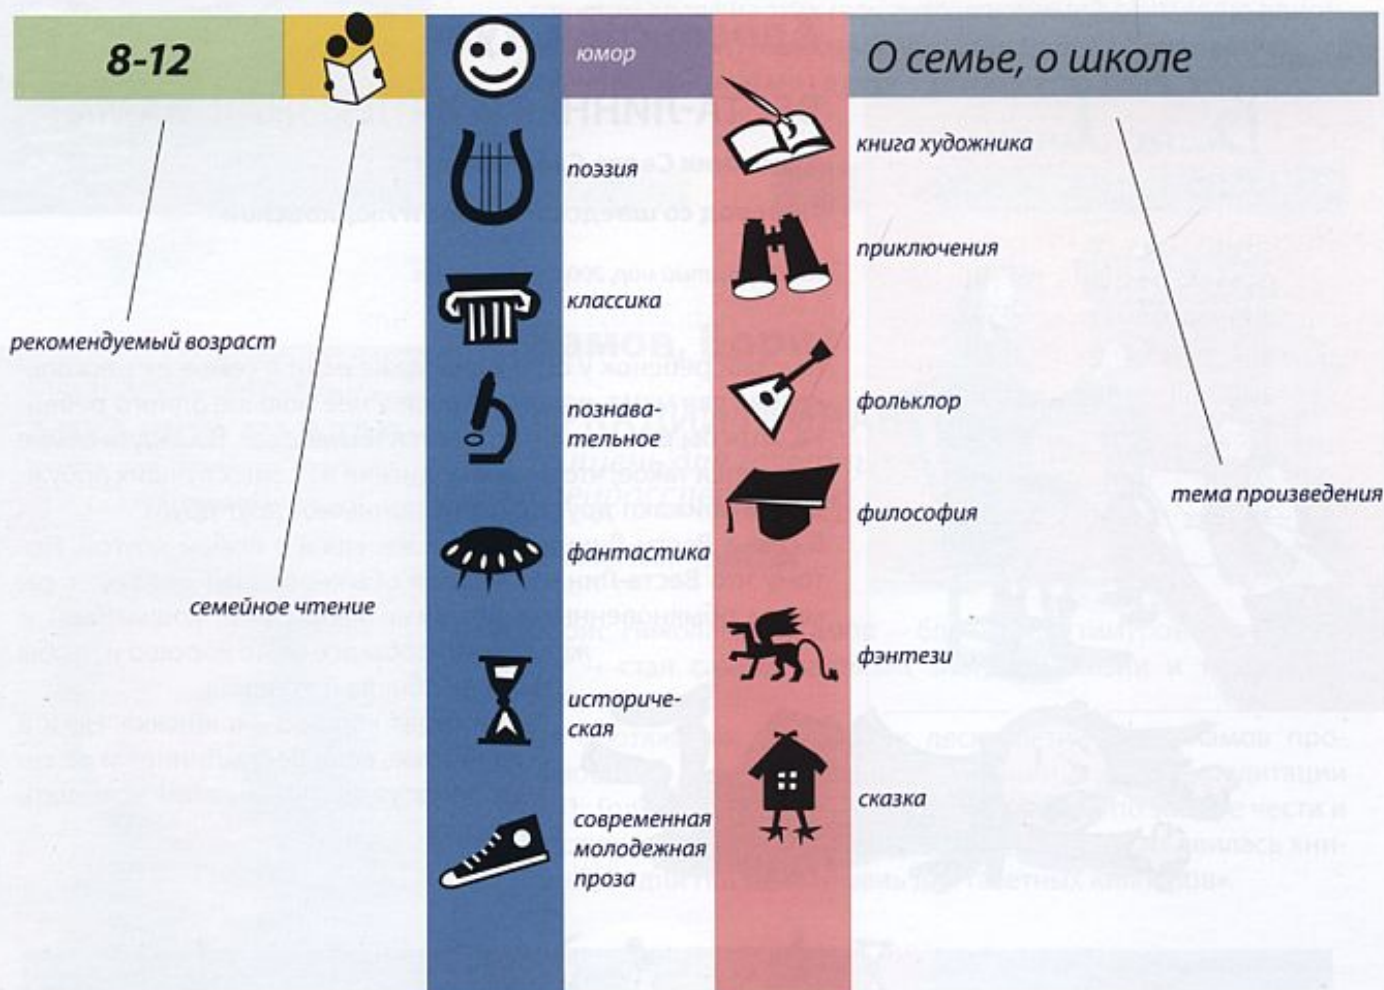 8-12
юмор
О семье, о школе
поэзия
классика
познава-
тельное
фантастика
историче-
ская
современная
молодежная
проза
книга художника
приключения
фольклор
философия
фэнтези
сказка
рекомендуемый возраст
семейное чтение
тема произведения